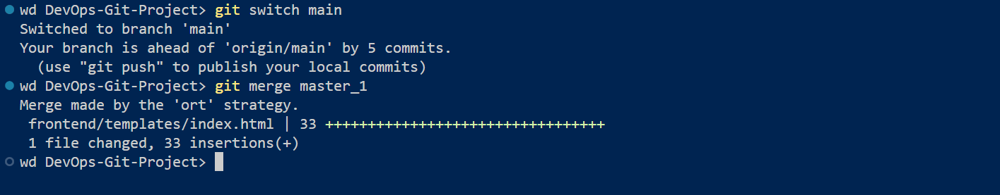 wd DevOps-Git-Project> git switch main
Switched to branch 'main'
Your branch is ahead of 'origin/main' by 5 commits.
  (use "git push" to publish your local commits)
wd DevOps-Git-Project> git merge master_1
Merge made by the 'ort' strategy.
 frontend/templates/index.html | 33 +++++++++++++++++++++++++++++++++
 1 file changed, 33 insertions(+)
wd DevOps-Git-Project>